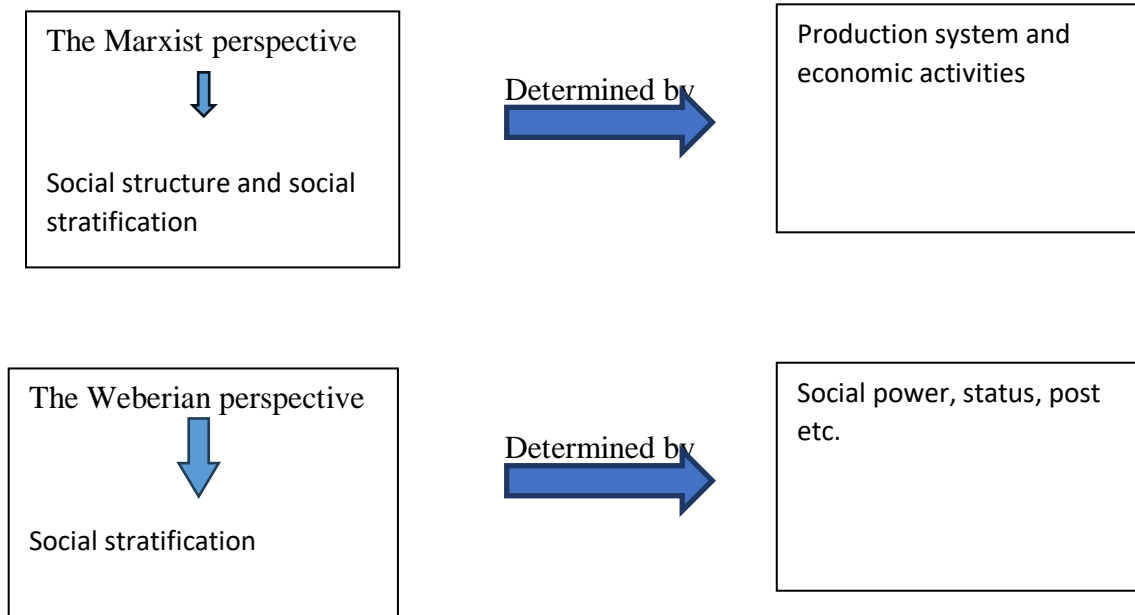 The Marxist perspective
Social structure and social
stratification
Determined by
Production system and
economic activities
The Weberian perspective
Social stratification
Determined by
Social power, status, post
etc.